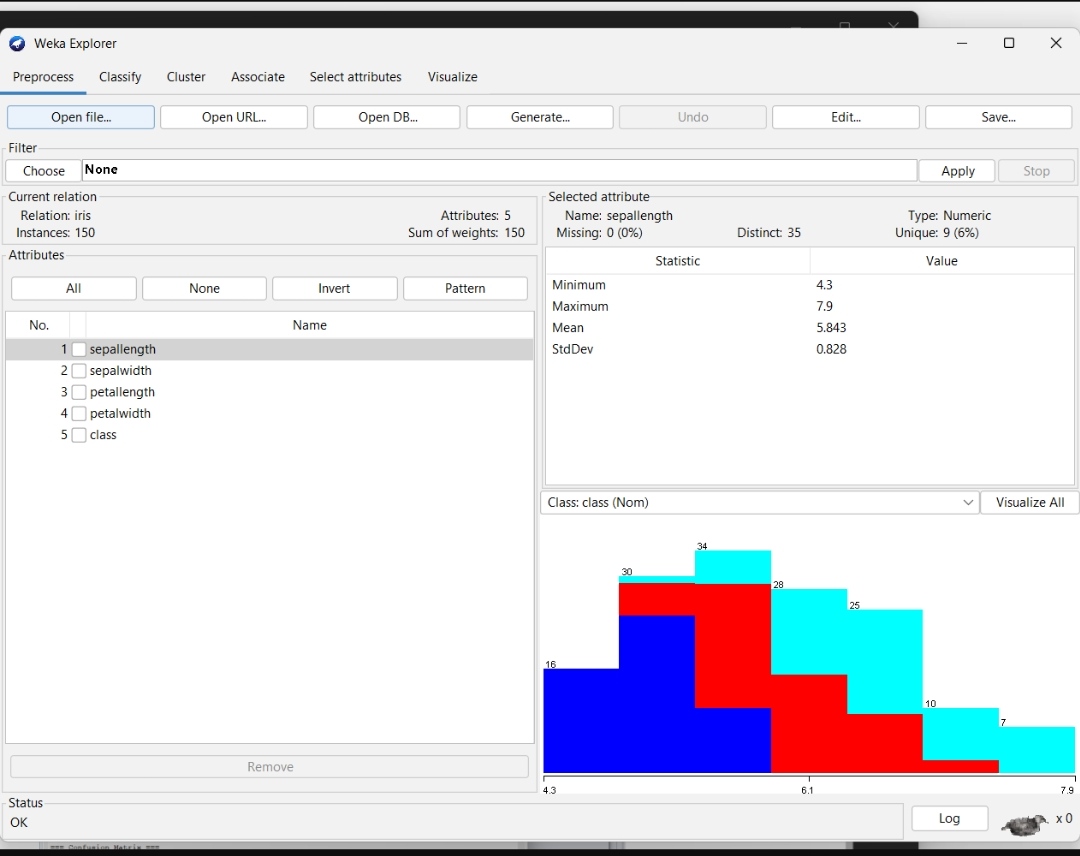 Weka Explorer
Preprocess Classify Cluster Associate Select attributes Visualize
Open file... Open URL... Open DB... Generate... Undo Edit... Save...
Filter
Choose None Apply Stop
Current relation
Relation: iris Attributes: 5
Instances: 150 Sum of weights: 150
Attributes
All None Invert Pattern
No. Name
1 sepallength
2 sepalwidth
3 petallength
4 petalwidth
5 class
Remove
Selected attribute
Name: sepallength Type: Numeric
Missing: 0 (0%) Distinct: 35 Unique: 9 (6%)
Statistic Value
Minimum 4.3
Maximum 7.9
Mean 5.843
StdDev 0.828
Class: class (Nom) Visualize All
16 30 34 28 25 10 7
4.3 6.1 7.9
Status
OK
Log x 0
=== Confusion Matrix ===